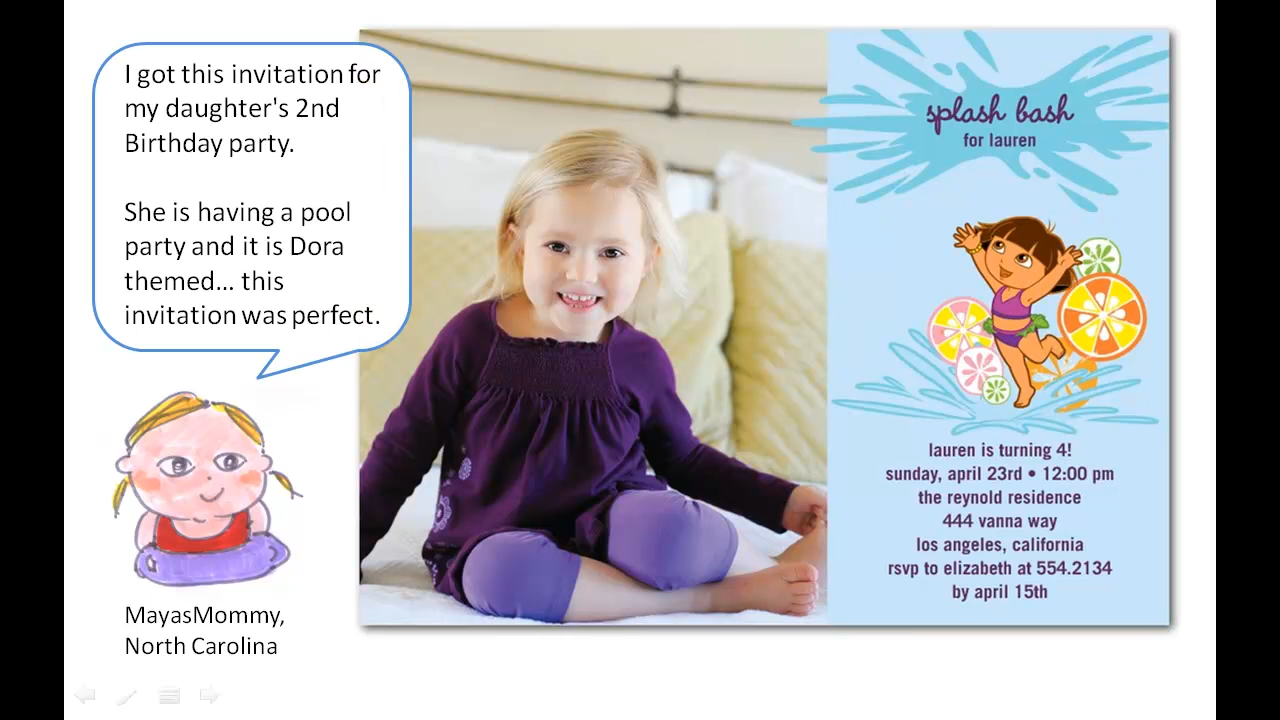 I got this invitation for
my daughter's 2nd
Birthday party.
She is having a pool
party and it is Dora
themed... this
invitation was perfect.
MayasMommy,
North Carolina
splash bash
for lauren
lauren is turning 4!
sunday, april 23rd • 12:00 pm
the reynold residence
444 vanna way
los angeles, california
rsvp to elizabeth at 554.2134
by april 15th